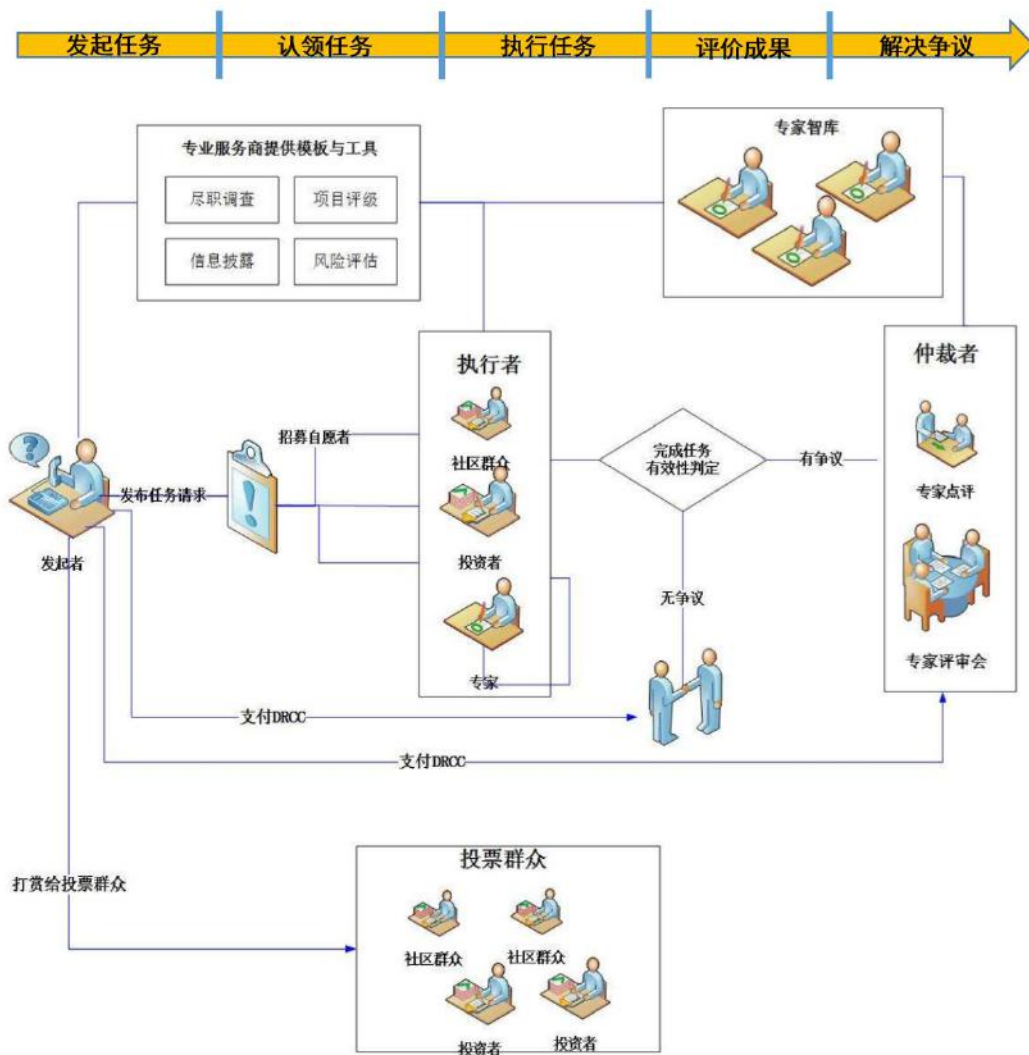 发起任务
认领任务
执行任务
评价成果
解决争议
专业服务商提供模板与工具
尽职调查
项目评级
信息披露
风险评估
专家智库
执行者
社区群众
投资者
专家
招募自愿者
发布任务请求
发起者
完成任务
有效性判定
有争议
无争议
仲裁者
专家点评
专家评审会
支付DRCC
支付DRCC
打赏给投票群众
投票群众
社区群众
社区群众
投资者
投资者